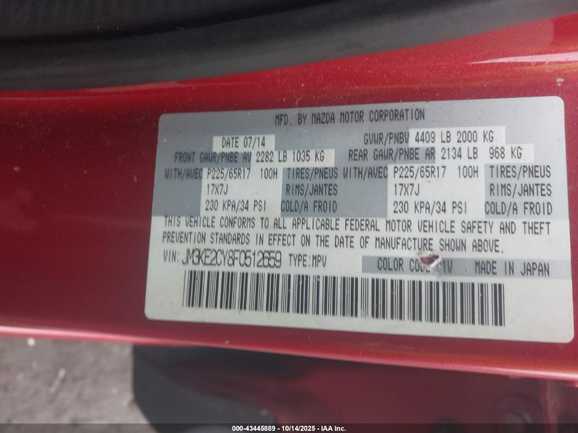 MFD. BY MAZDA MOTOR CORPORATION
DATE 07/14 GVWR/PNBV 4409 LB 2000 KG
FRONT GAWR/PNBE AV 2282 LB 1035 KG REAR GAWR/PNBE AR 2134 LB 968 KG
WITH/AVEC P225/65R17 100H TIRES/PNEUS WITH/AVEC P225/65R17 100H TIRES/PNEUS
17X7J RIMS/JANTES 17X7J RIMS/JANTES
230 KPA/34 PSI COLD/A FROID 230 KPA/34 PSI COLD/A FROID
THIS VEHICLE CONFORMS TO ALL APPLICABLE FEDERAL MOTOR VEHICLE SAFETY AND THEFT
PREVENTION STANDARDS IN EFFECT ON THE DATE OF MANUFACTURE SHOWN ABOVE.
VIN: JM3KE2CY8F0512659 TYPE: MPV COLOR MADE IN JAPAN
000-43445889 - 10/14/2025 - IAA Inc.